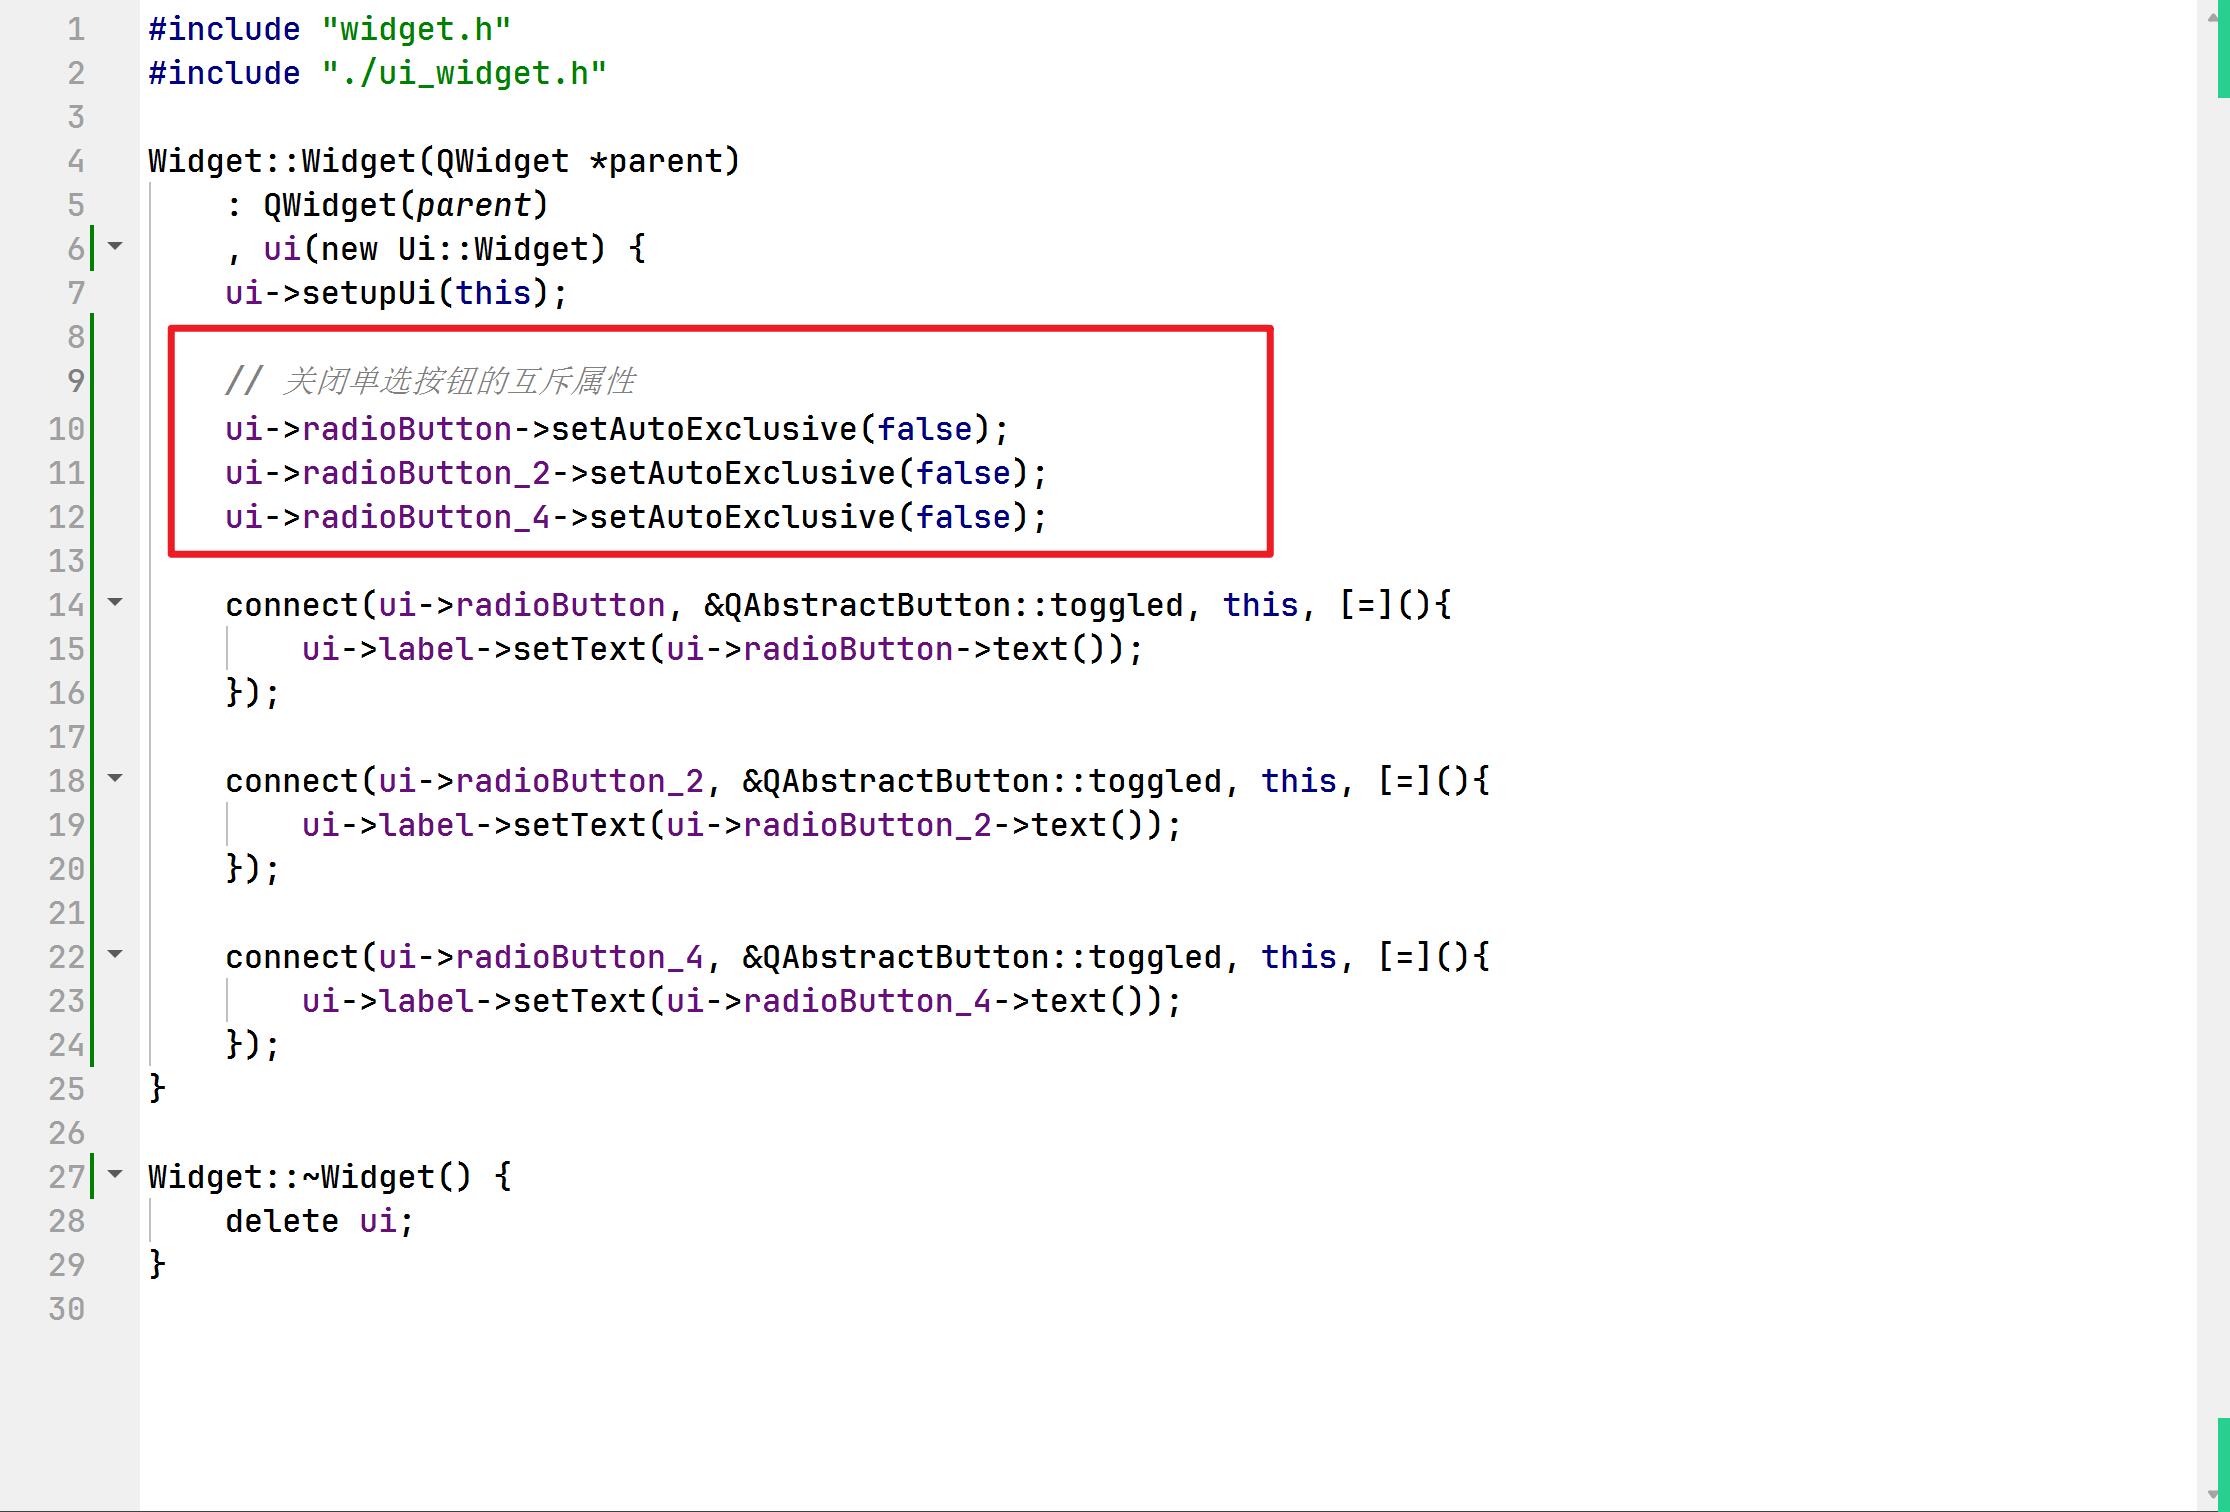 1 #include "widget.h"
2 #include "./ui_widget.h"
3
4 Widget::Widget(QWidget *parent)
5     : QWidget(parent)
6     , ui(new Ui::Widget) {
7     ui->setupUi(this);
8
9     // 关闭单选按钮的互斥属性
10     ui->radioButton->setAutoExclusive(false);
11     ui->radioButton_2->setAutoExclusive(false);
12     ui->radioButton_4->setAutoExclusive(false);
13
14     connect(ui->radioButton, &QAbstractButton::toggled, this, [=](){
15         ui->label->setText(ui->radioButton->text());
16     });
17
18     connect(ui->radioButton_2, &QAbstractButton::toggled, this, [=](){
19         ui->label->setText(ui->radioButton_2->text());
20     });
21
22     connect(ui->radioButton_4, &QAbstractButton::toggled, this, [=](){
23         ui->label->setText(ui->radioButton_4->text());
24     });
25 }
26
27 Widget::~Widget() {
28     delete ui;
29 }
30